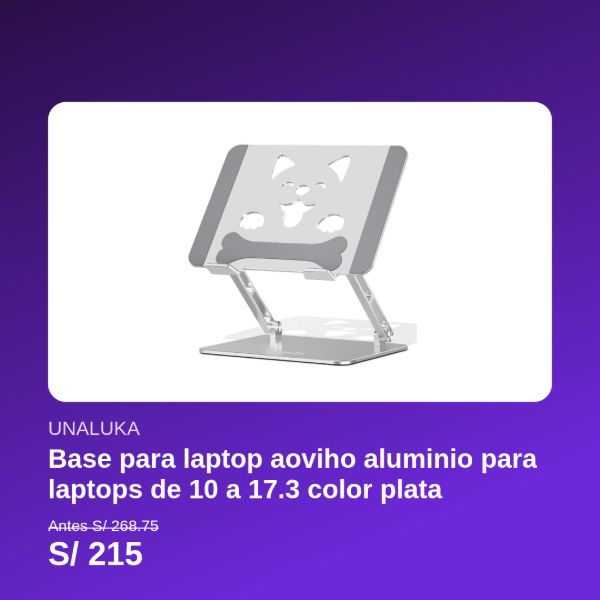 UNALUKA
Base para laptop aoviho aluminio para
laptops de 10 a 17.3 color plata
Antes S/ 268.75
S/ 215